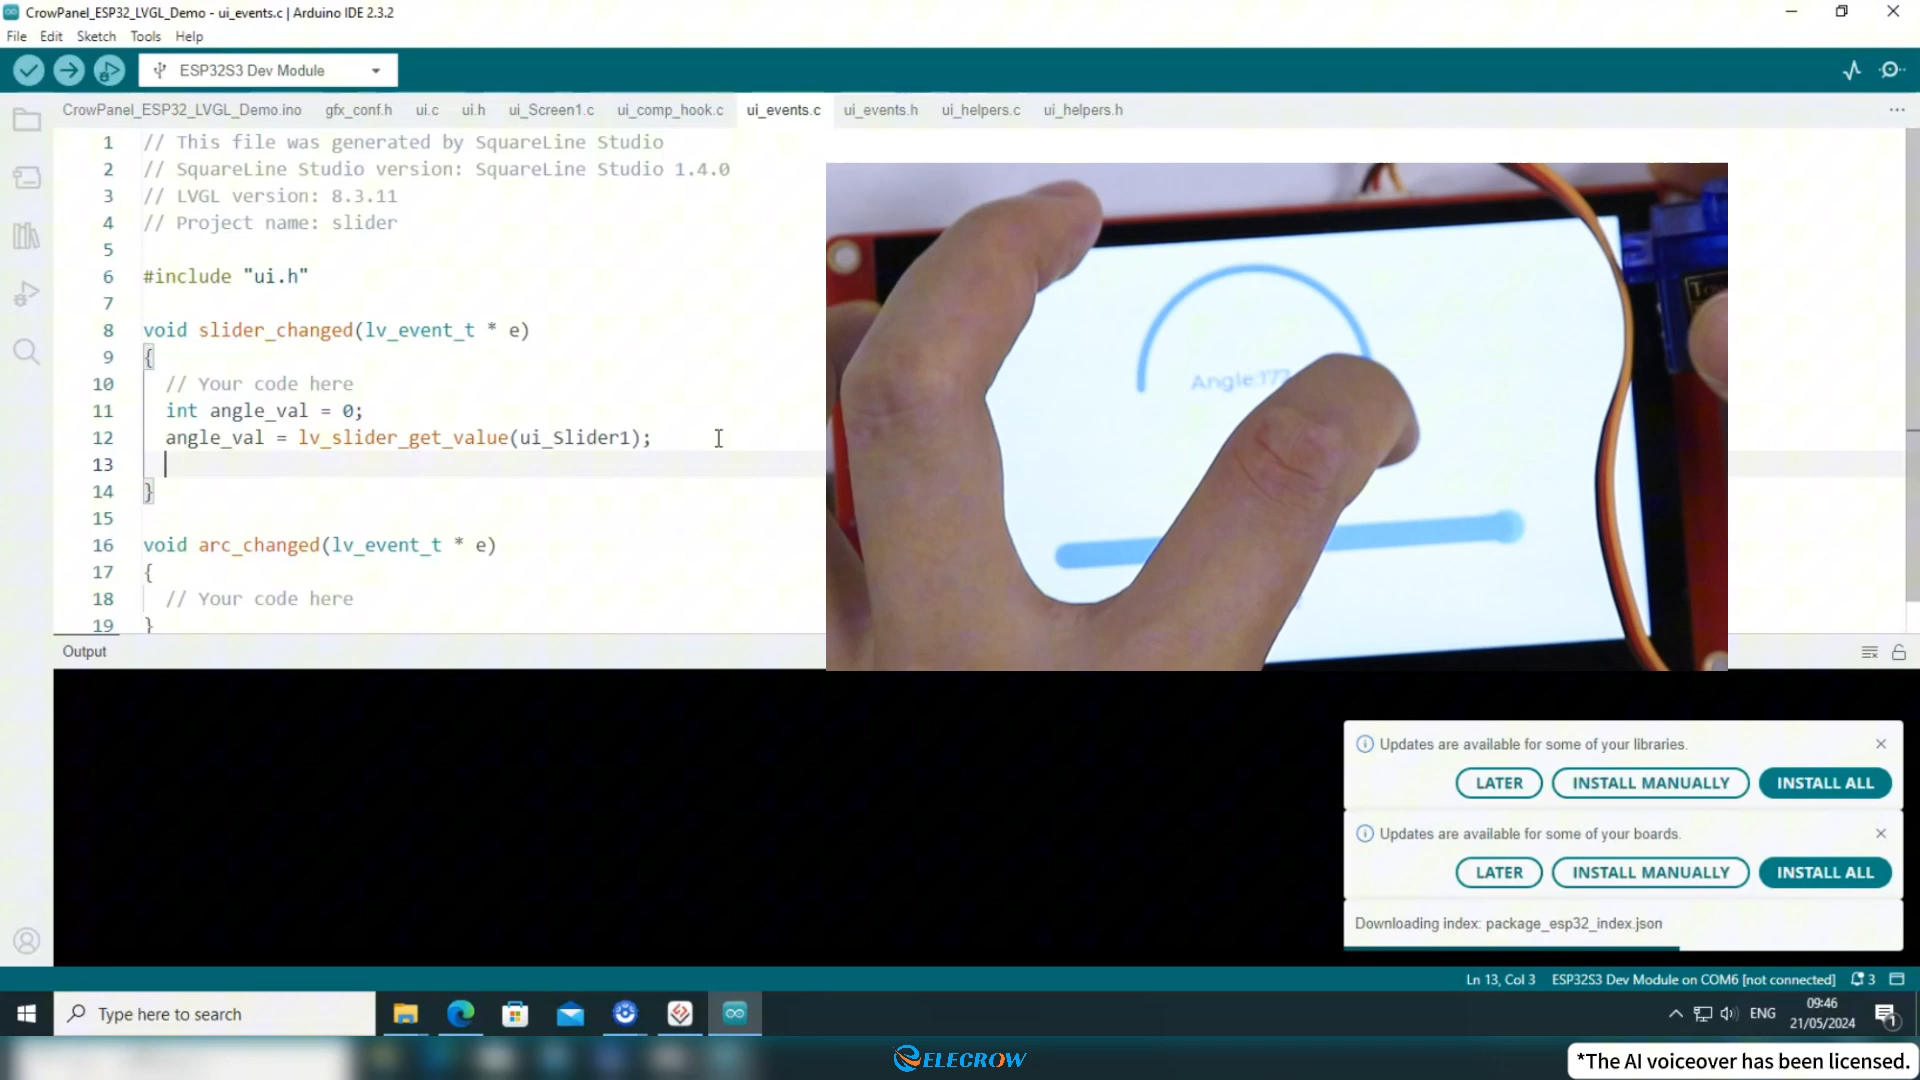 CrowPanel_ESP32_LVGL_Demo - ui_events.c | Arduino IDE 2.3.2
File Edit Sketch Tools Help
ESP32S3 Dev Module
CrowPanel_ESP32_LVGL_Demo.ino gfx_conf.h ui.c ui.h ui_Screen1.c ui_comp_hook.c ui_events.c ui_events.h ui_helpers.c ui_helpers.h
1 // This file was generated by SquareLine Studio
2 // SquareLine Studio version: SquareLine Studio 1.4.0
3 // LVGL version: 8.3.11
4 // Project name: slider
5
6 #include "ui.h"
7
8 void slider_changed(lv_event_t * e)
9 {
10 // Your code here
11 int angle_val = 0;
12 angle_val = lv_slider_get_value(ui_Slider1);
13
14 }
15
16 void arc_changed(lv_event_t * e)
17 {
18 // Your code here
19 }
Angle:177
Output
Updates are available for some of your libraries.
LATER INSTALL MANUALLY INSTALL ALL
Updates are available for some of your boards.
LATER INSTALL MANUALLY INSTALL ALL
Downloading index: package_esp32_index.json
Ln 13, Col 3 ESP32S3 Dev Module on COM6 [not connected] 3
Type here to search
ENG
09:46
21/05/2024
1
ELECROW
*The AI voiceover has been licensed.